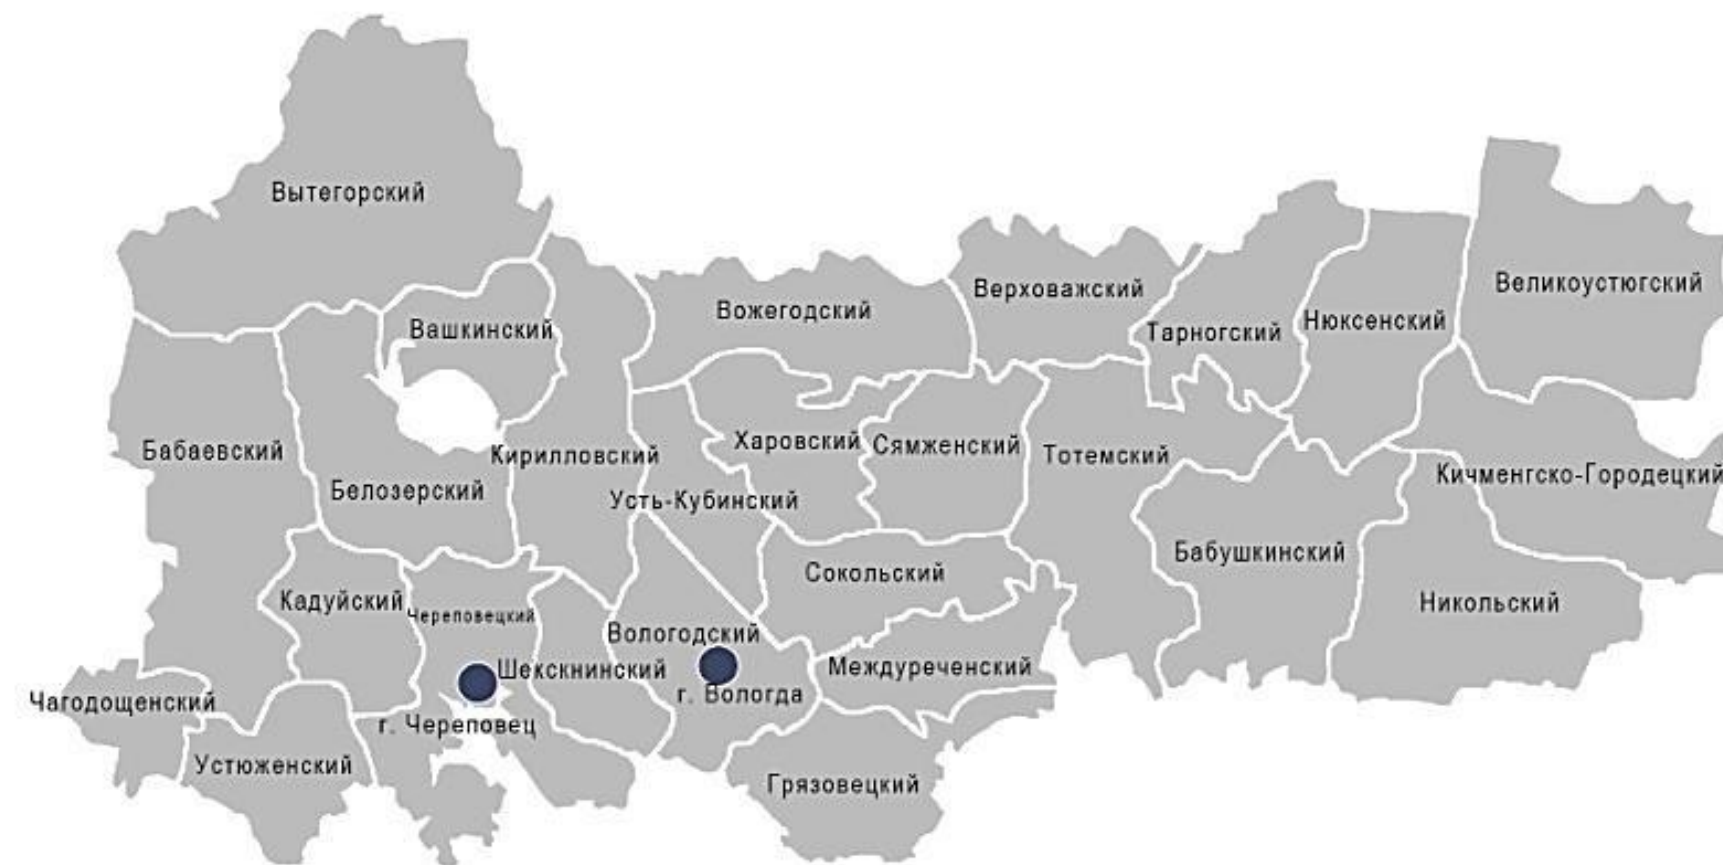 Вытегорский
Великоустюгский
Верховажский
Вожегодский
Нюксенский
Вашкинский
Тарногский
Харовский
Сямженский
Бабаевский
Кирилловский
Тотемский
Кичменгско-Городецкий
Белозерский
Усть-Кубинский
Бабушкинский
Сокольский
Кадуйский
Никольский
Череповецкий
Вологодский
Шекскнинский
Междуреченский
г. Вологда
Чагодощенский
г. Череповец
Устюженский
Грязовецкий